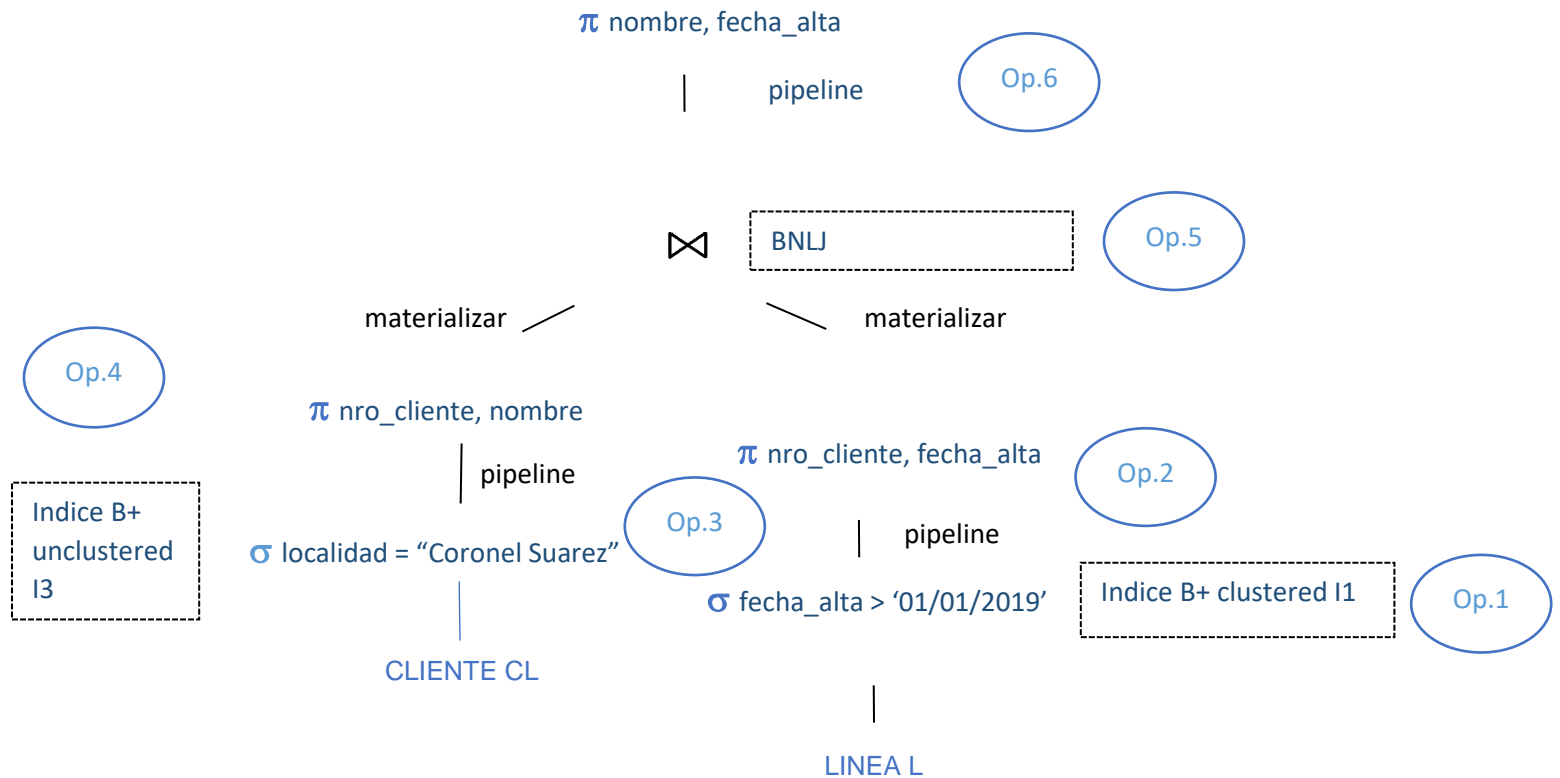 π nombre, fecha_alta
pipeline
Op.6
⋈
BNLJ
Op.5
materializar
materializar
Op.4
π nro_cliente, nombre
pipeline
π nro_cliente, fecha_alta
Op.2
Indice B+
unclustered
I3
σ localidad = “Coronel Suarez”
Op.3
pipeline
σ fecha_alta > ‘01/01/2019’
Indice B+ clustered I1
Op.1
CLIENTE CL
LINEA L